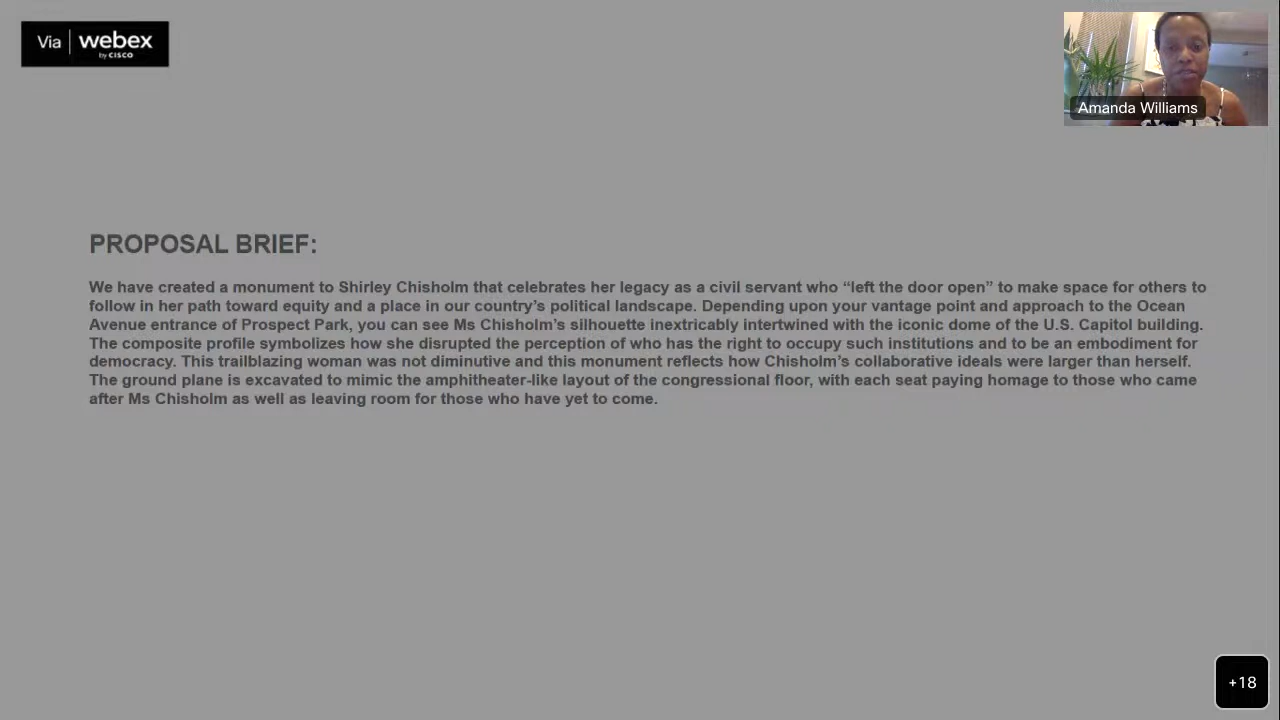 Via | webex
by CISCO
Amanda Williams
PROPOSAL BRIEF:
We have created a monument to Shirley Chisholm that celebrates her legacy as a civil servant who “left the door open” to make space for others to
follow in her path toward equity and a place in our country’s political landscape. Depending upon your vantage point and approach to the Ocean
Avenue entrance of Prospect Park, you can see Ms Chisholm’s silhouette inextricably intertwined with the iconic dome of the U.S. Capitol building.
The composite profile symbolizes how she disrupted the perception of who has the right to occupy such institutions and to be an embodiment for
democracy. This trailblazing woman was not diminutive and this monument reflects how Chisholm’s collaborative ideals were larger than herself.
The ground plane is excavated to mimic the amphitheater-like layout of the congressional floor, with each seat paying homage to those who came
after Ms Chisholm as well as leaving room for those who have yet to come.
+18